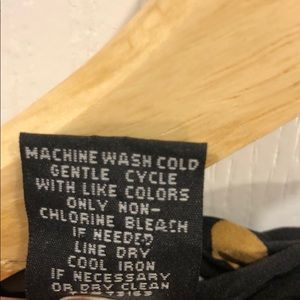 MACHINE WASH COLD
GENTLE CYCLE
WITH LIKE COLORS
ONLY NON-
CHLORINE BLEACH
IF NEEDED
LINE DRY
COOL IRON
IF NECESSARY
OR DRY CLEAN